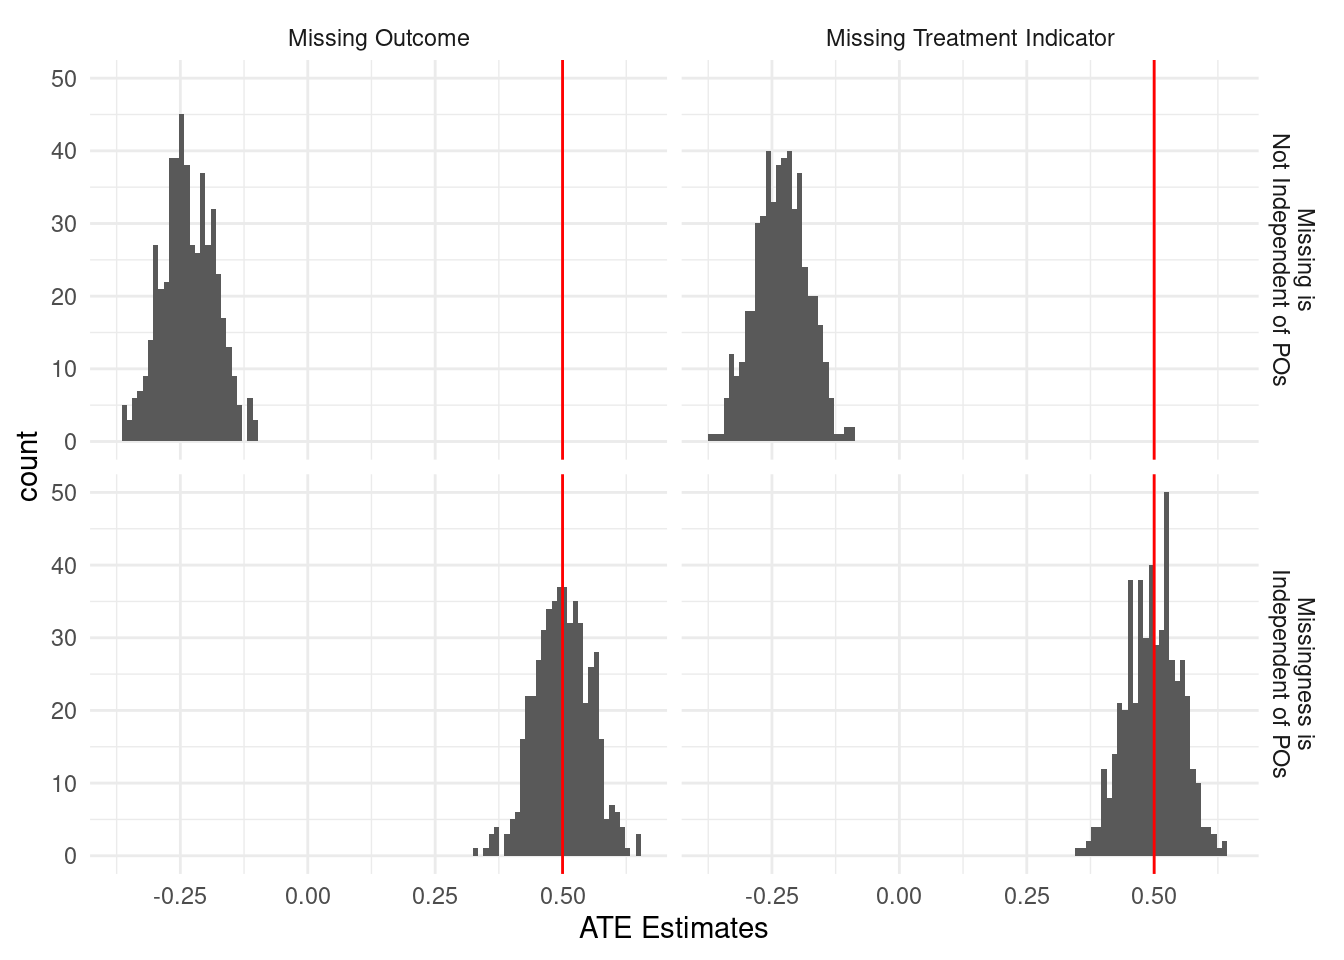 Missing Outcome
Missing Treatment Indicator
50
40
30
20
10
0
Missing is
Not Independent of POs
50
40
30
20
10
0
Missingness is
Independent of POs
count
-0.25
0.00
0.25
0.50
-0.25
0.00
0.25
0.50
ATE Estimates